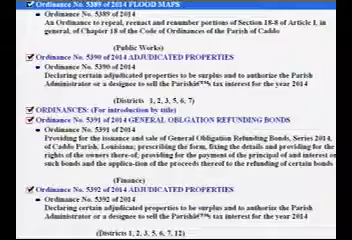 Ordinance No. 5389 of 2014 FLOOD MAPS
Ordinance No. 5389 of 2014
An Ordinance to repeal, reenact and renumber portions of Section 18-8 of Article I, in
general, of Chapter 18 of the Code of Ordinances of the Parish of Caddo
(Public Works)
Ordinance No. 5390 of 2014 ADJUDICATED PROPERTIES
Ordinance No. 5390 of 2014
Declaring certain adjudicated properties to be surplus and to authorize the Parish
Administrator or a designee to sell the Parishâ€™s tax interest for the year 2014
(Districts 1, 2, 3, 5, 6, 7)
ORDINANCES: (For introduction by title)
Ordinance No. 5391 of 2014 GENERAL OBLGATION REFUNDING BONDS
Ordinance No. 5391 of 2014
Providing for the issuance and sale of General Obligation Refunding Bonds, Series 2014,
of Caddo Parish, Louisiana; prescribing the form, fixing the details and providing for the
rights of the owners there-of; providing for the payment of the principal of and interest on
such bonds and the applica-tion of the proceeds thereof to the refunding of certain bonds
(Finance)
Ordinance No. 5392 of 2014 ADJUDICATED PROPERTIES
Ordinance No. 5392 of 2014
Declaring certain adjudicated properties to be surplus and to authorize the Parish
Administrator or a designee to sell the Parishâ€™s tax interest for the year 2014
(Districts 1, 2, 3, 5, 6, 7, 12)